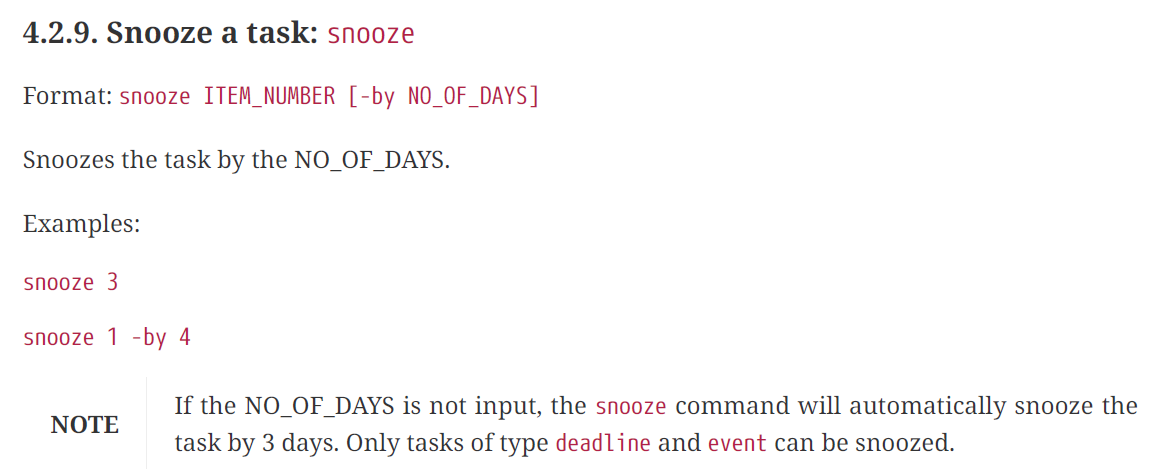 4.2.9. Snooze a task: snooze
Format: snooze ITEM_NUMBER [-by NO_OF_DAYS]
Snoozes the task by the NO_OF_DAYS.
Examples:
snooze 3
snooze 1 -by 4
NOTE
If the NO_OF_DAYS is not input, the snooze command will automatically snooze the
task by 3 days. Only tasks of type deadline and event can be snoozed.